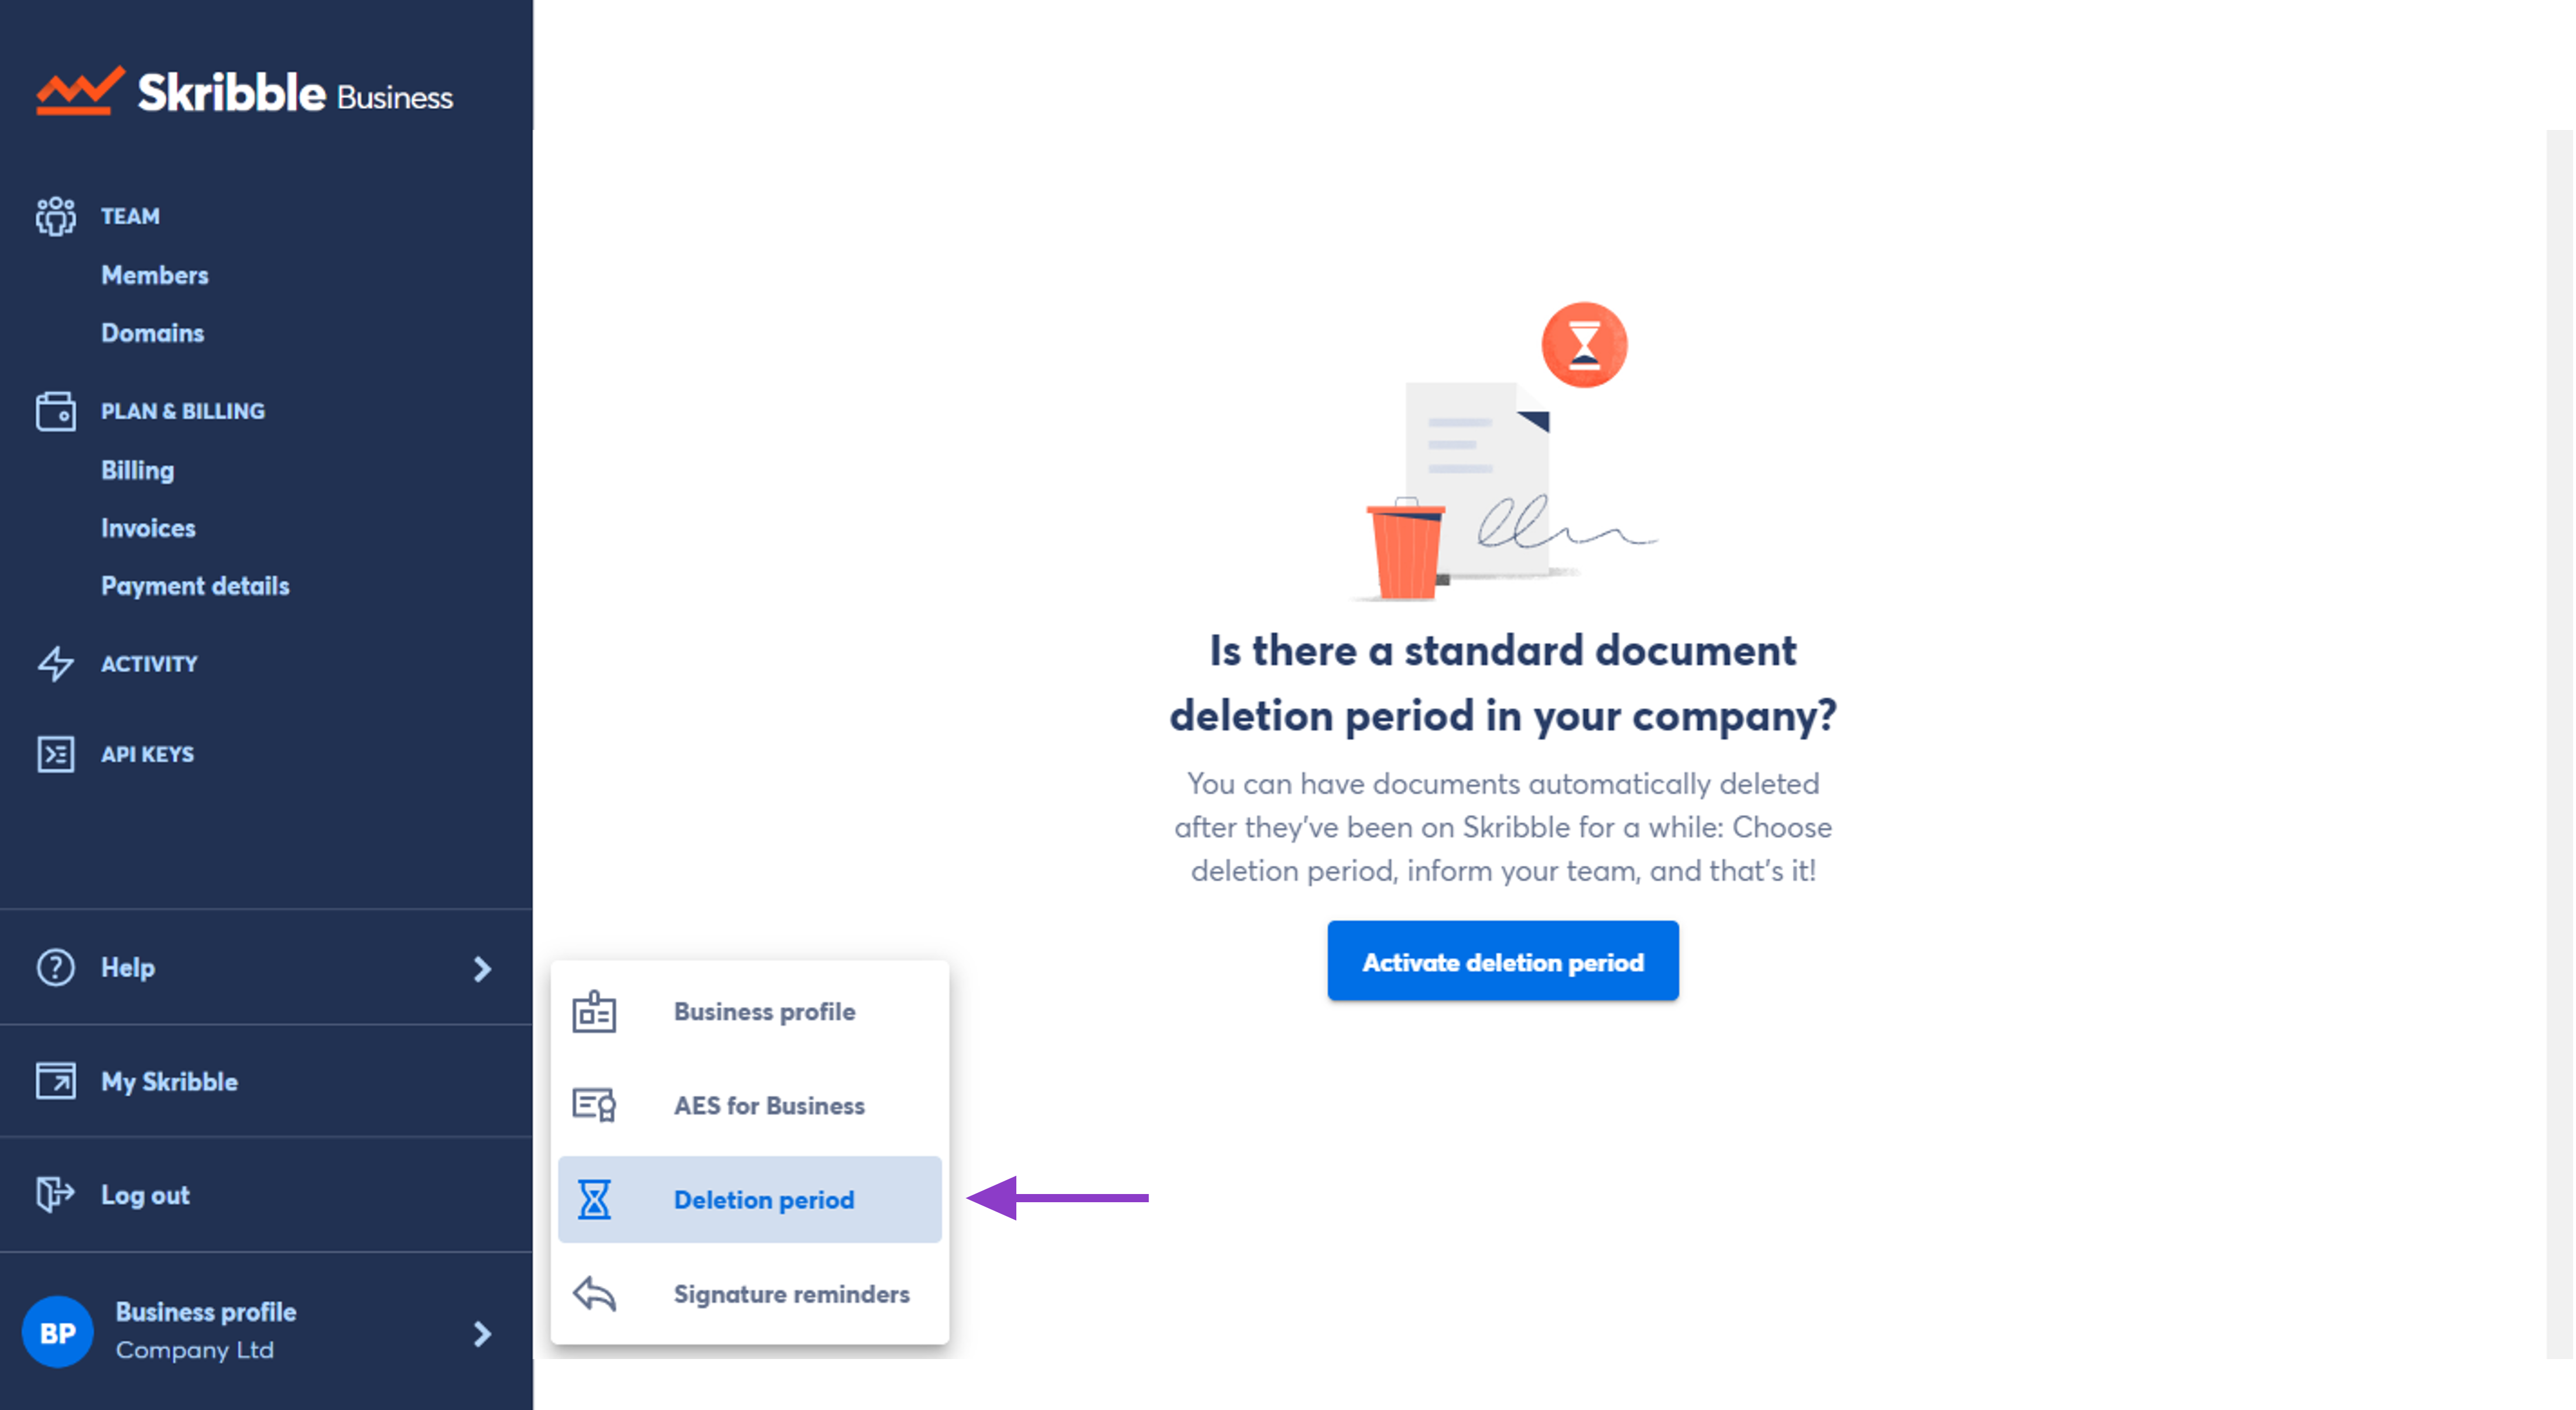 Skribble Business
TEAM
Members
Domains
PLAN & BILLING
Billing
Invoices
Payment details
ACTIVITY
API KEYS
Help
My Skribble
Log out
BP
Business profile
Company Ltd
Business profile
AES for Business
Deletion period
Signature reminders
Is there a standard document
deletion period in your company?
You can have documents automatically deleted
after they've been on Skribble for a while: Choose
deletion period, inform your team, and that's it!
Activate deletion period